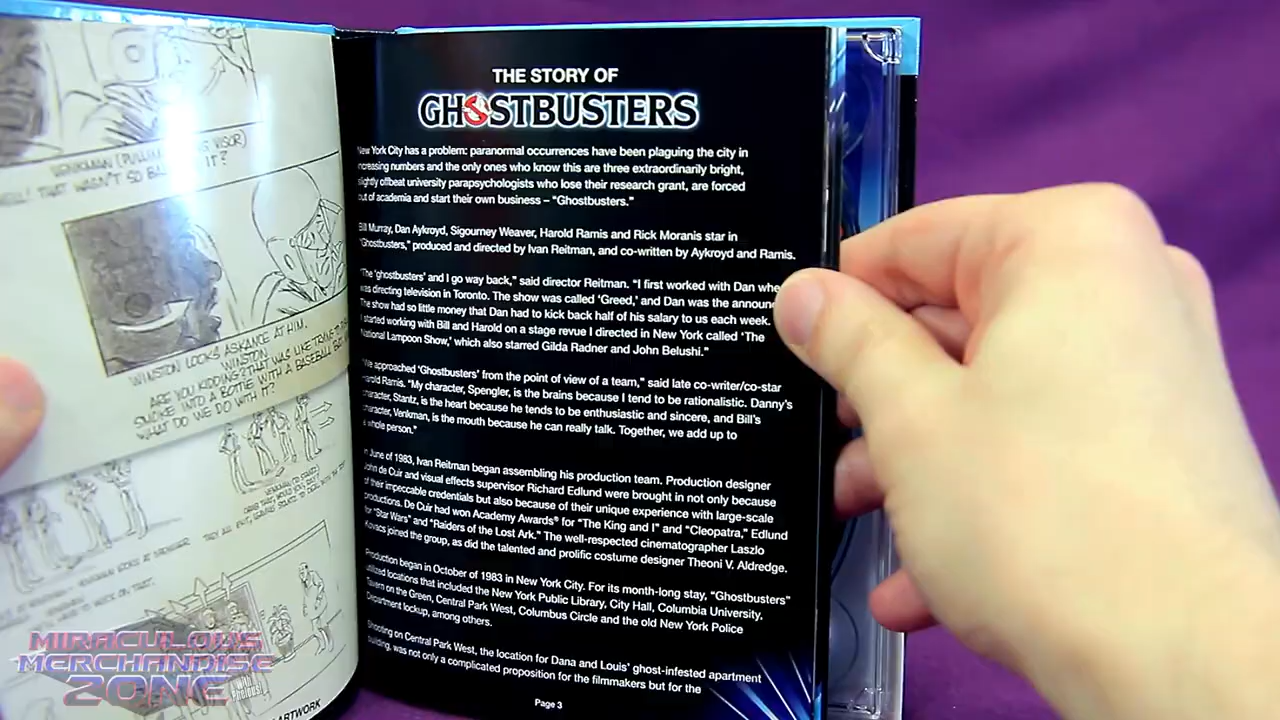 IT?
THAT WASN'T SO
WINSTON LOOKS ASKANCE AT HIM.
WINSTON
ARE YOU KIDDING? THAT WAS LIKE TRYING TO
SMOKE INTO A BOTTLE WITH A BASEBALL
WHAT DO WE DO WITH IT?
ARTWORK
THE STORY OF
GHOSTBUSTERS
New York City has a problem: paranormal occurrences have been plaguing the city in
increasing numbers and the only ones who know this are three extraordinarily bright,
slightly offbeat university parapsychologists who lose their research grant, are forced
out of academia and start their own business – “Ghostbusters.”
Bill Murray, Dan Aykroyd, Sigourney Weaver, Harold Ramis and Rick Moranis star in
“Ghostbusters,” produced and directed by Ivan Reitman, and co-written by Aykroyd and Ramis.
“The ‘ghostbusters’ and I go way back,” said director Reitman. “I first worked with Dan
was directing television in Toronto. The show was called ‘Greed,’ and Dan was the
The show had so little money that Dan had to kick back half of his salary to us each week.
I started working with Bill and Harold on a stage revue I directed in New York called ‘The
National Lampoon Show,’ which also starred Gilda Radner and John Belushi.”
“We approached ‘Ghostbusters’ from the point of view of a team,” said late co-writer/co-star
Harold Ramis. “My character, Spengler, is the brains because I tend to be rationalistic. Danny’s
character, Stantz, is the heart because he tends to be enthusiastic and sincere, and Bill’s
character, Venkman, is the mouth because he can really talk. Together, we add up to
a whole person.”
In June of 1983, Ivan Reitman began assembling his production team. Production designer
John de Cuir and visual effects supervisor Richard Edlund were brought in not only because
of their impeccable credentials but also because of their unique experience with large-scale
productions. De Cuir had won Academy Awards® for “The King and I” and “Cleopatra,” Edlund
for “Star Wars” and “Raiders of the Lost Ark.” The well-respected cinematographer Laszlo
Kovacs joined the group, as did the talented and prolific costume designer Theoni V. Aldredge.
Production began in October of 1983 in New York City. For its month-long stay, “Ghostbusters”
utilized locations that included the New York Public Library, City Hall, Columbia University,
Tavern on the Green, Central Park West, Columbus Circle and the old New York Police
Department lockup, among others.
Shooting on Central Park West, the location for Dana and Louis’ ghost-infested apartment
building, was not only a complicated proposition for the filmmakers but for the
Page 3
MIRACULOUS
MERCHANDISE
ZONE
with
Phelous!